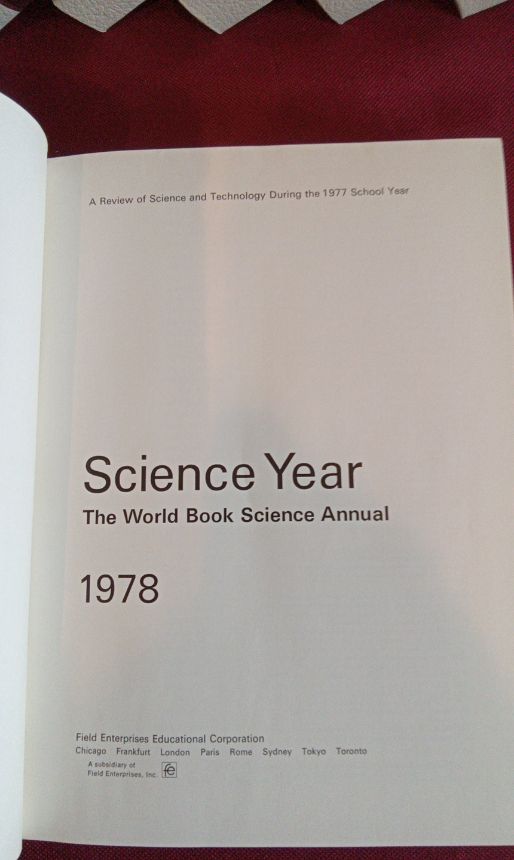 A Review of Science and Technology During the 1977 School Year
Science Year
The World Book Science Annual
1978
Field Enterprises Educational Corporation
Chicago Frankfurt London Paris Rome Sydney Tokyo Toronto
A subsidiary of
Field Enterprises, Inc.
fe